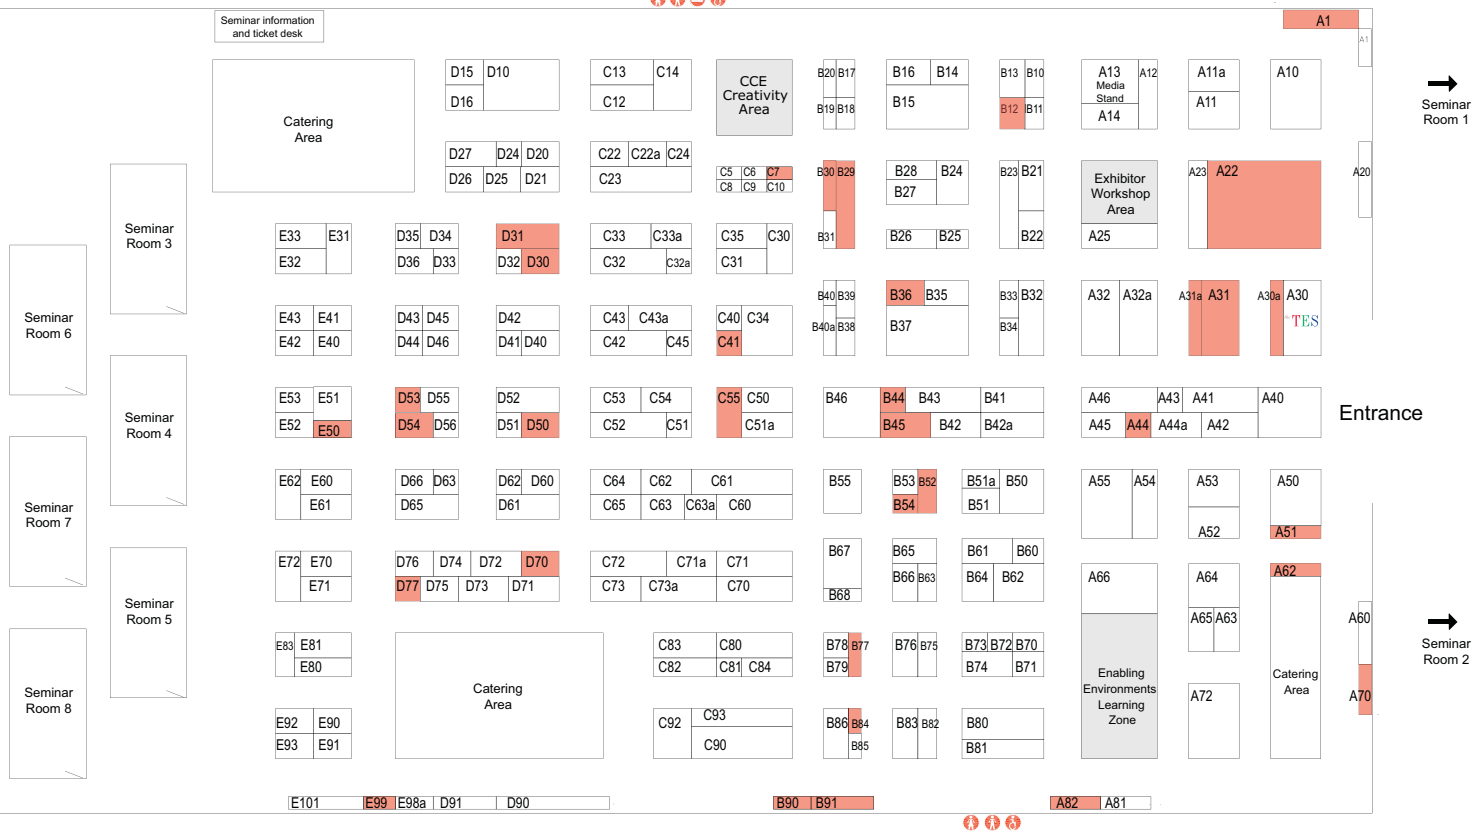 Seminar information
and ticket desk
A1
A1
D15 D10
D16
C13 C14
C12
CCE
Creativity
Area
B20 B17
B19 B18
B16 B14
B15
B13 B10
B12 B11
A13
Media
Stand
A12
A14
A11a
A11
A10
Seminar
Room 1
Catering
Area
D27 D24 D20
D26 D25 D21
C22 C22a C24
C23
C5 C6 C7
C8 C9 C10
B30 B29
B31
B28 B24
B27
B26 B25
B23 B21
B22
Exhibitor
Workshop
Area
A25
A23 A22
A20
Seminar
Room 3
E33 E31
E32
D35 D34
D36 D33
D31
D32 D30
C33 C33a
C32 C32a
C35 C30
C31
Seminar
Room 6
E43 E41
E42 E40
D43 D45
D44 D46
D42
D41 D40
C43 C43a
C42 C45
C40 C34
C41
B40 B39
B40a B38
B36 B35
B37
B33 B32
B34
A32 A32a
A31a A31
A30a A30
TES
Seminar
Room 4
E53 E51
E52 E50
D53 D55
D54 D56
D52
D51 D50
C53 C54
C52 C51
C55 C50
C51a
B46 B44 B43 B41
B45 B42 B42a
A46 A43 A41 A40
A45 A44 A44a A42
Entrance
Seminar
Room 7
E62 E60
E61
D66 D63
D65
D62 D60
D61
C64 C62 C61
C65 C63 C63a C60
B55
B53 B52
B54
B51a B50
B51
A55 A54
A53
A52
A50
A51
Seminar
Room 5
E72 E70
E71
D76 D74 D72 D70
D77 D75 D73 D71
C72 C71a C71
C73 C73a C70
B67
B68
B65
B66 B63
B61 B60
B64 B62
A66
A64
A65 A63
A62
A60
Seminar
Room 2
Seminar
Room 8
E83 E81
E80
Catering
Area
C83 C80
C82 C81 C84
B78 B77
B79
B76 B75
B73 B72 B70
B74 B71
Enabling
Environments
Learning
Zone
A72
Catering
Area
A70
E92 E90
E93 E91
C92 C93
C90
B86 B84
B85
B83 B82
B80
B81
E101 E99 E98a D91 D90
B90 B91
A82 A81